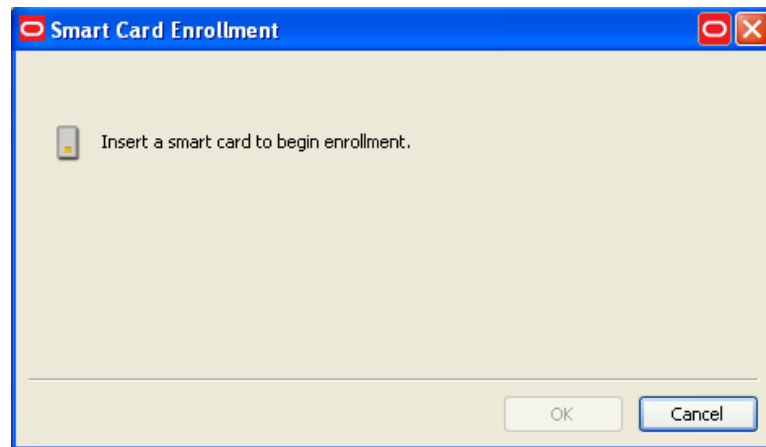 Smart Card Enrollment
Insert a smart card to begin enrollment.
OK
Cancel